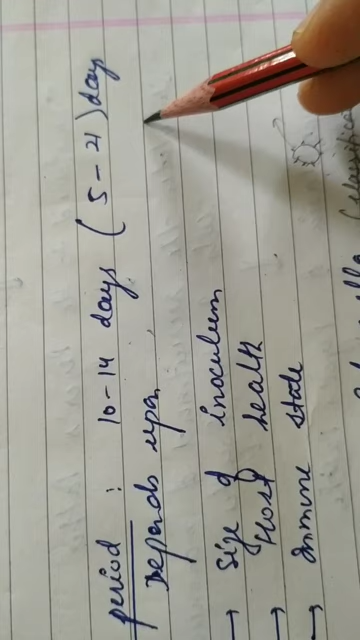 period : 10-14 days ( 5 - 21 ) day
Depends upon
→ Size of inoculum
→ Host health
→ Immune state